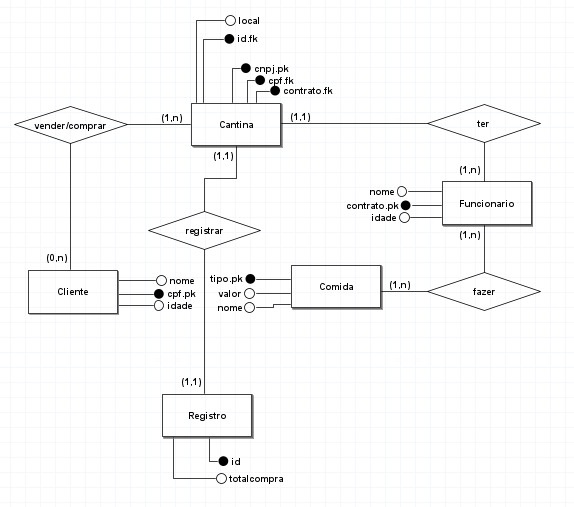 local
id.fk
cnpj.pk
cpf.fk
contrato.fk
vender/comprar
(1,n)
Cantina
(1,1)
ter
(1,1)
(1,n)
nome
contrato.pk
idade
Funcionario
registrar
(1,n)
(0,n)
Cliente
nome
cpf.pk
idade
tipo.pk
valor
nome
Comida
(1,n)
fazer
(1,1)
Registro
id
totalcompra